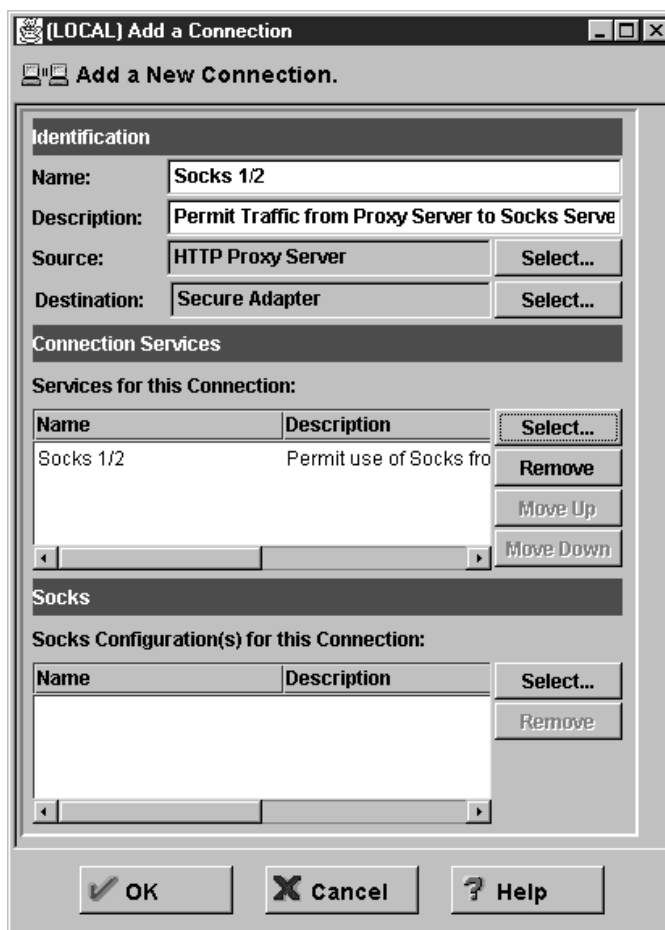 (LOCAL) Add a Connection
Add a New Connection.
Identification
Name: Socks 1/2
Description: Permit Traffic from Proxy Server to Socks Serve
Source: HTTP Proxy Server Select...
Destination: Secure Adapter Select...
Connection Services
Services for this Connection:
Name Description Select...
Socks 1/2 Permit use of Socks fro Remove
Move Up
Move Down
Socks
Socks Configuration(s) for this Connection:
Name Description Select...
Remove
OK Cancel ? Help